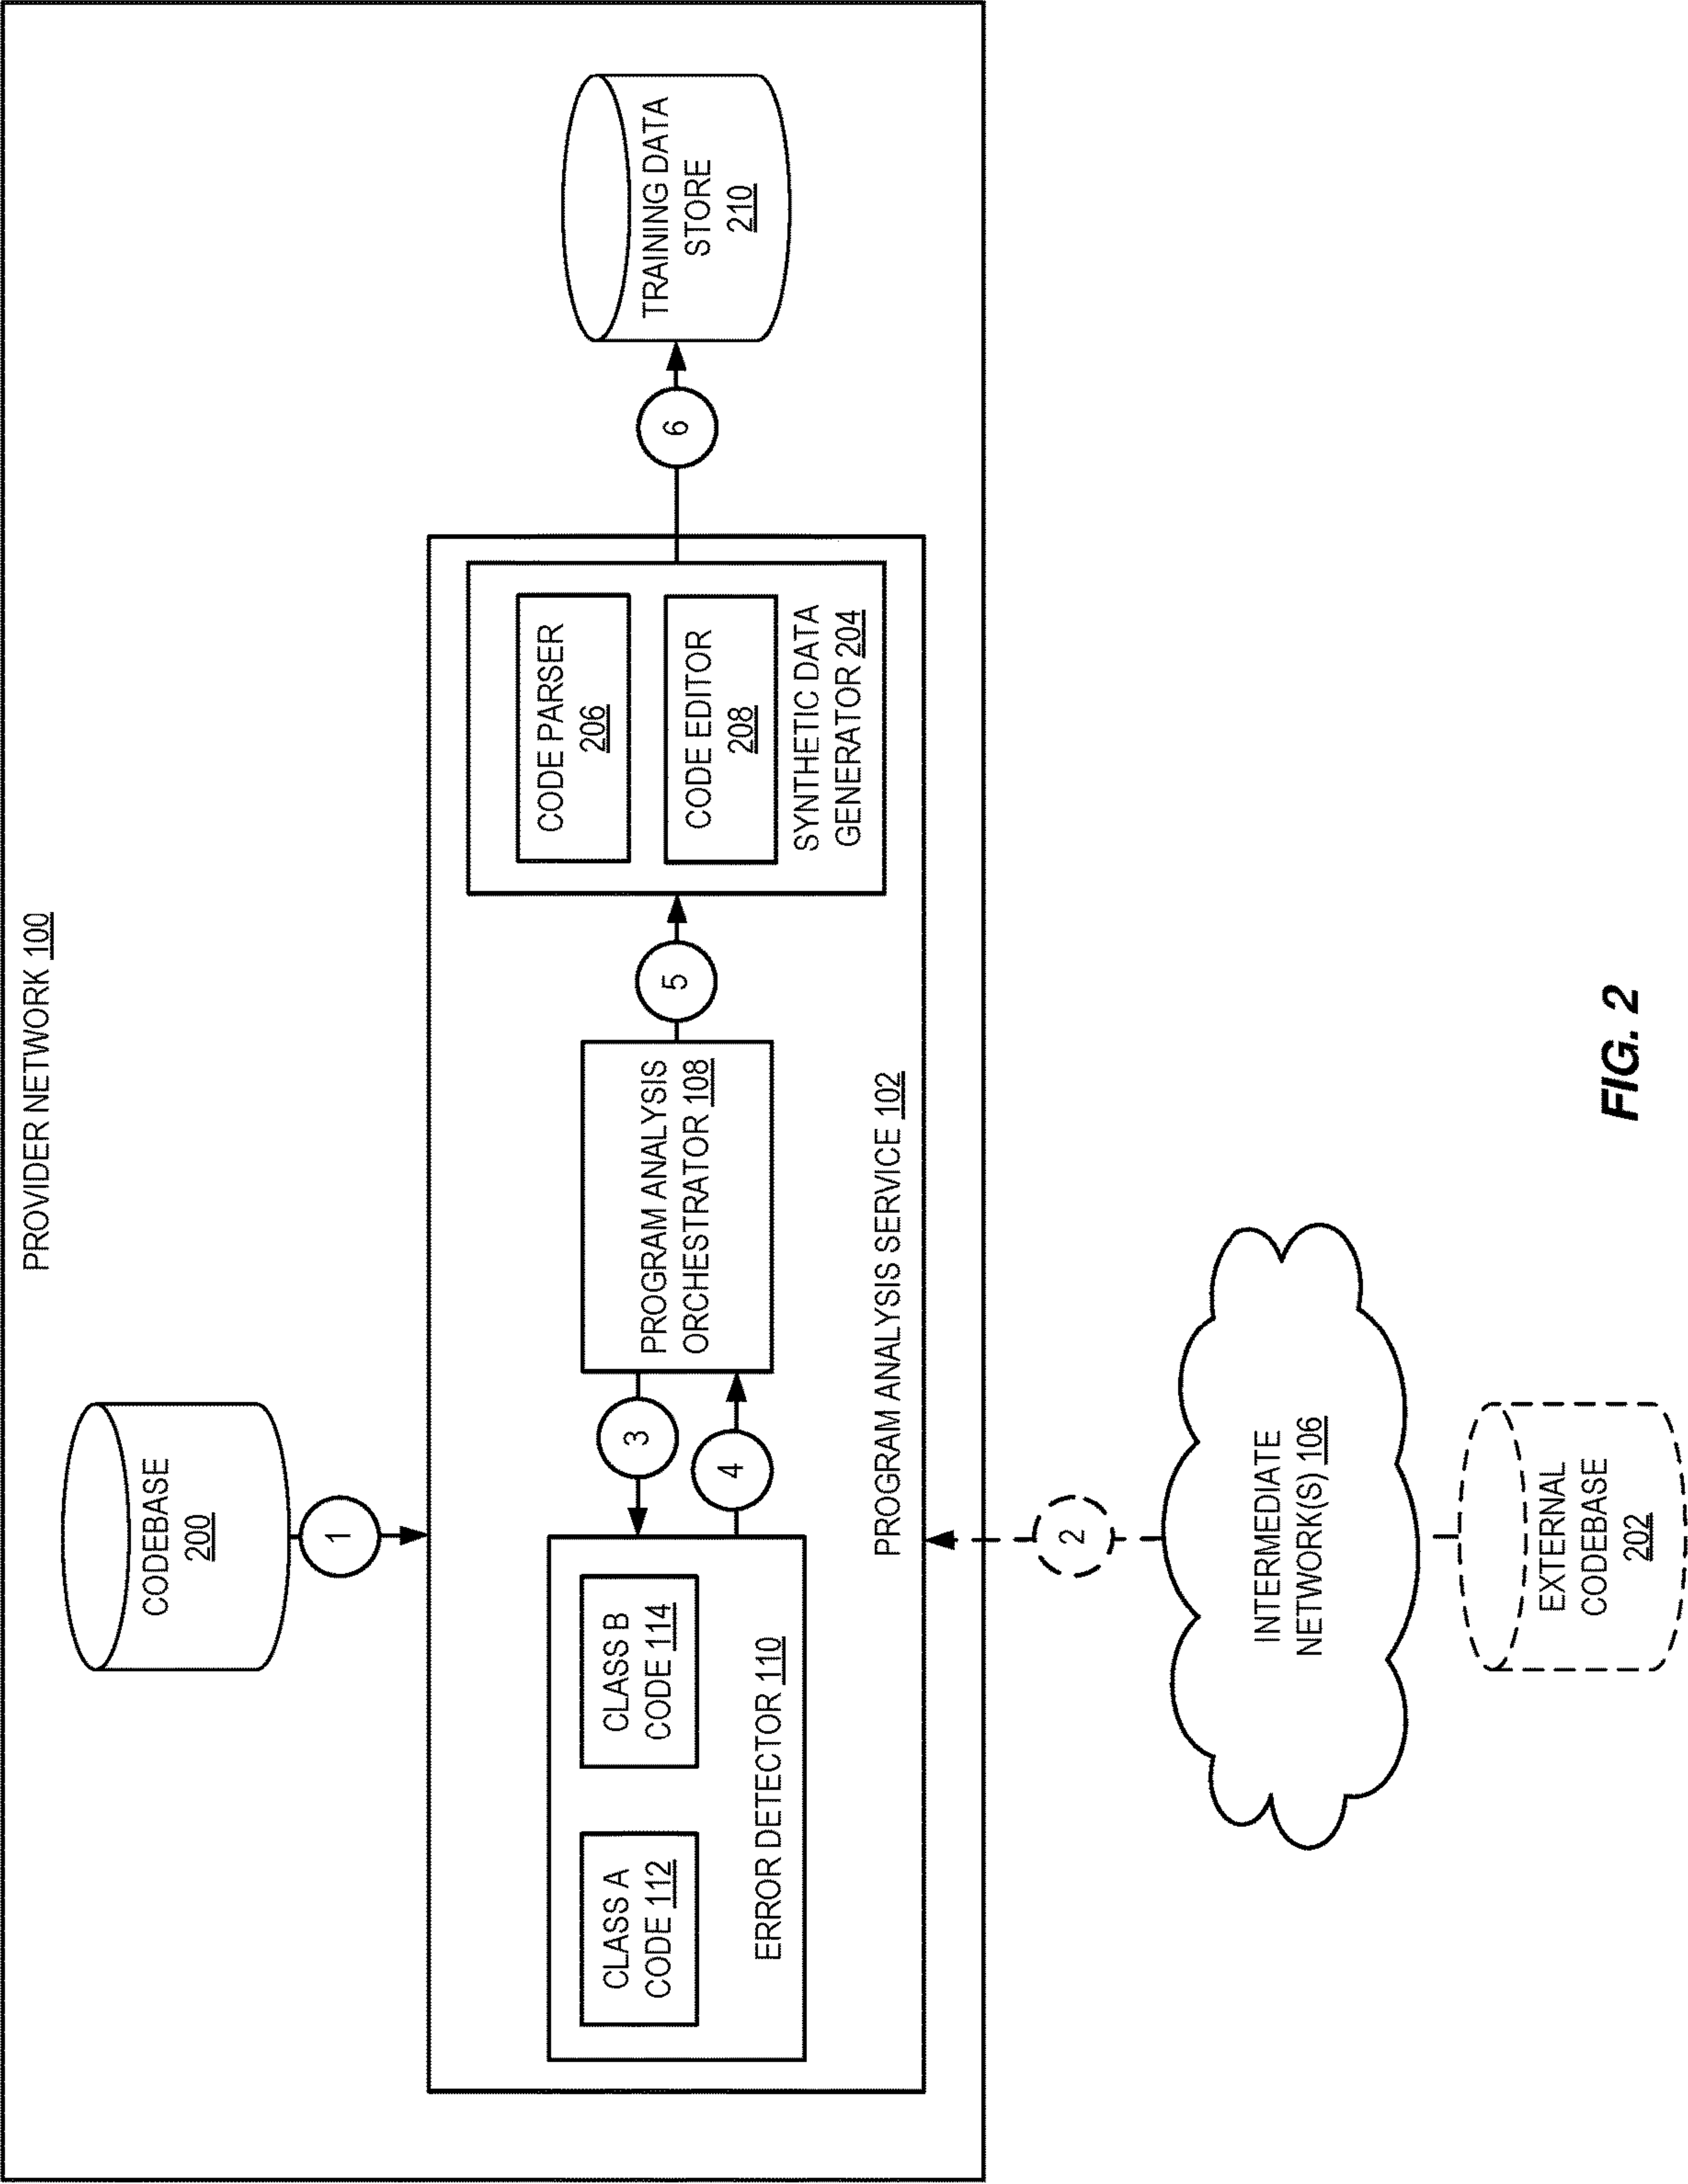 PROVIDER NETWORK 100
CODEBASE
200
1
CLASS A
CODE 112
CLASS B
CODE 114
ERROR DETECTOR 110
3
4
PROGRAM ANALYSIS
ORCHESTRATOR 108
5
CODE PARSER
206
CODE EDITOR
208
SYNTHETIC DATA
GENERATOR 204
6
TRAINING DATA
STORE
210
PROGRAM ANALYSIS SERVICE 102
2
INTERMEDIATE
NETWORK(S) 106
EXTERNAL
CODEBASE
202
FIG. 2